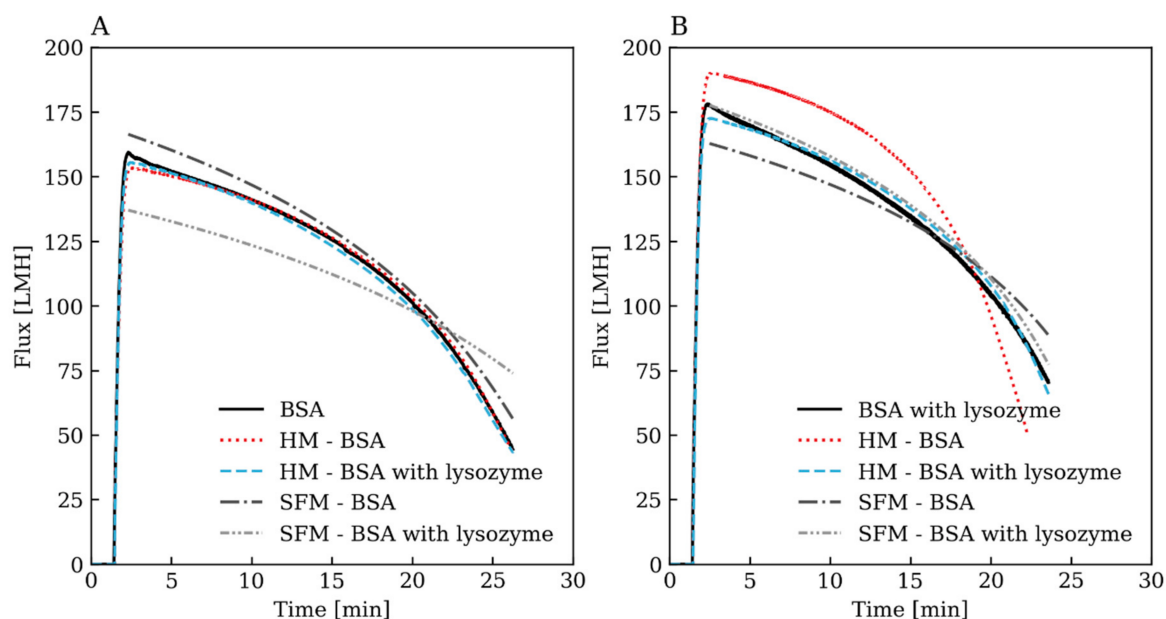 A
200
175
150
125
100
75
50
25
0
Flux [LMH]
BSA
HM - BSA
HM - BSA with lysozyme
SFM - BSA
SFM - BSA with lysozyme
0 5 10 15 20 25 30
Time [min]
B
200
175
150
125
100
75
50
25
0
Flux [LMH]
BSA with lysozyme
HM - BSA
HM - BSA with lysozyme
SFM - BSA
SFM - BSA with lysozyme
0 5 10 15 20 25 30
Time [min]